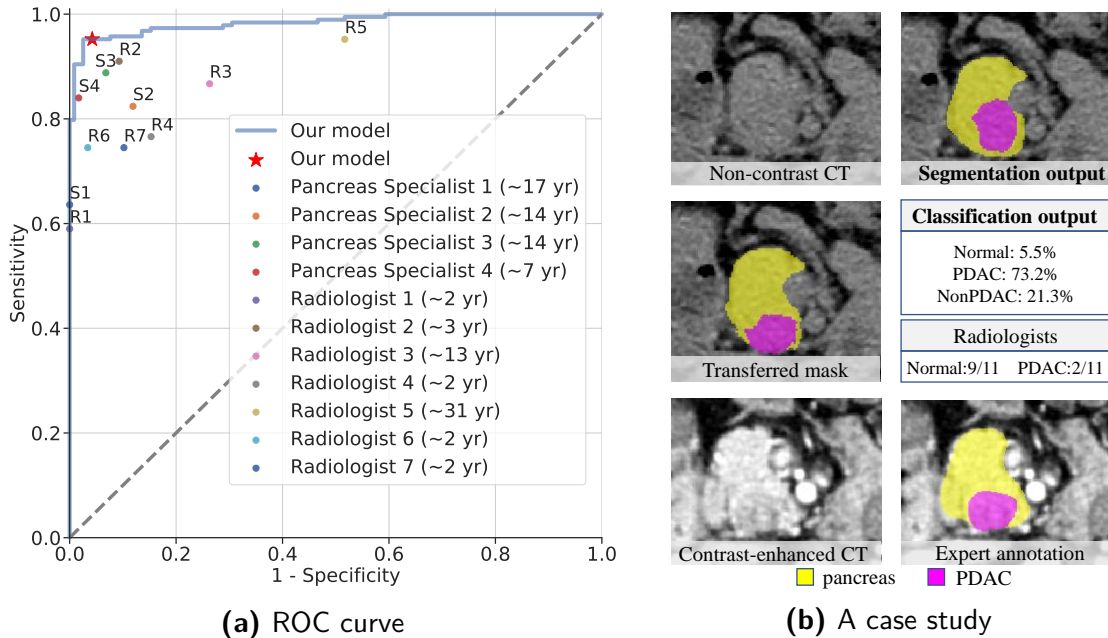 1.0
0.8
0.6
0.4
0.2
0.0
Sensitivity
0.0
0.2
0.4
0.6
0.8
1.0
1 - Specificity
R5
R2
S3
R3
S4
S2
R6
R7
R4
S1
R1
Our model
Our model
Pancreas Specialist 1 (~17 yr)
Pancreas Specialist 2 (~14 yr)
Pancreas Specialist 3 (~14 yr)
Pancreas Specialist 4 (~7 yr)
Radiologist 1 (~2 yr)
Radiologist 2 (~3 yr)
Radiologist 3 (~13 yr)
Radiologist 4 (~2 yr)
Radiologist 5 (~31 yr)
Radiologist 6 (~2 yr)
Radiologist 7 (~2 yr)
(a) ROC curve
Non-contrast CT
Segmentation output
Transferred mask
Classification output
Normal: 5.5%
PDAC: 73.2%
NonPDAC: 21.3%
Radiologists
Normal:9/11 PDAC:2/11
Contrast-enhanced CT
Expert annotation
pancreas
PDAC
(b) A case study